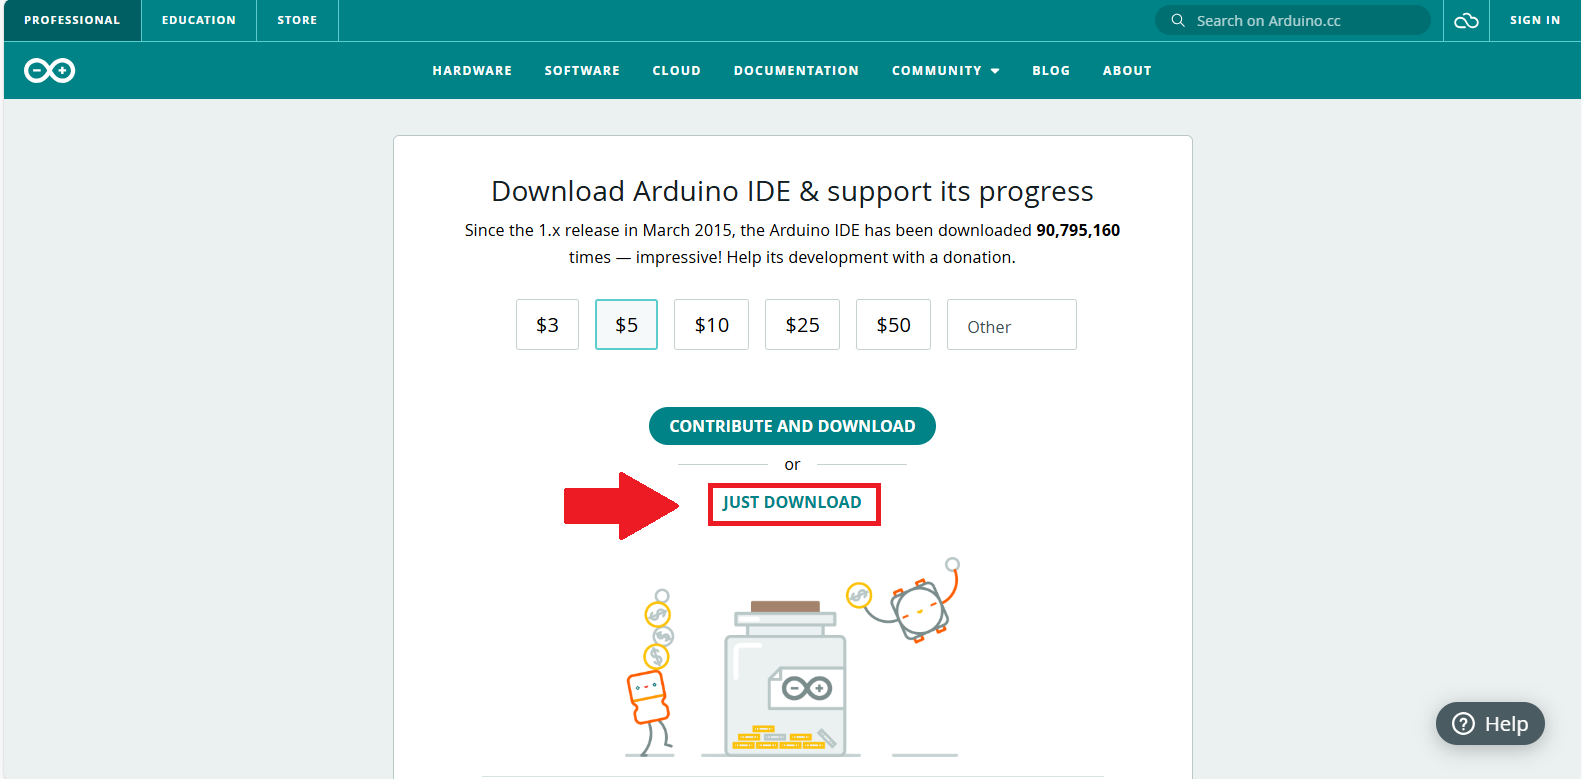 PROFESSIONAL EDUCATION STORE Search on Arduino.cc SIGN IN
HARDWARE SOFTWARE CLOUD DOCUMENTATION COMMUNITY BLOG ABOUT
Download Arduino IDE & support its progress
Since the 1.x release in March 2015, the Arduino IDE has been downloaded 90,795,160
times — impressive! Help its development with a donation.
$3 $5 $10 $25 $50 Other
CONTRIBUTE AND DOWNLOAD
or
JUST DOWNLOAD
Help